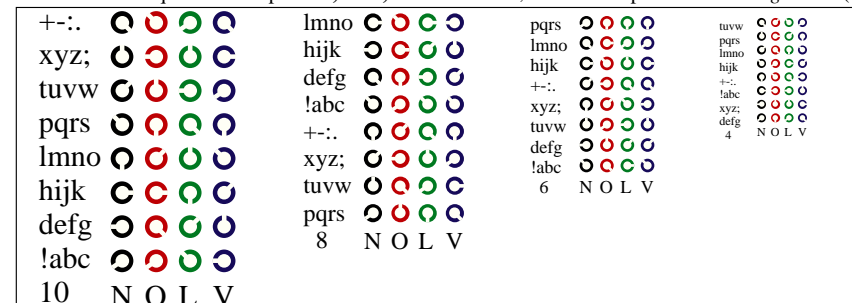 +-:.
xyz;
tuvw
pqrs
lmno
hijk
defg
!abc
10 N O L V
lmno
hijk
defg
!abc
+-:.
xyz;
tuvw
pqrs
8 N O L V
pqrs
lmno
hijk
+-:.
xyz;
tuvw
defg
!abc
6 N O L V
tuvw
pqrs
lmno
hijk
+-:.
!abc
xyz;
defg
4 N O L V